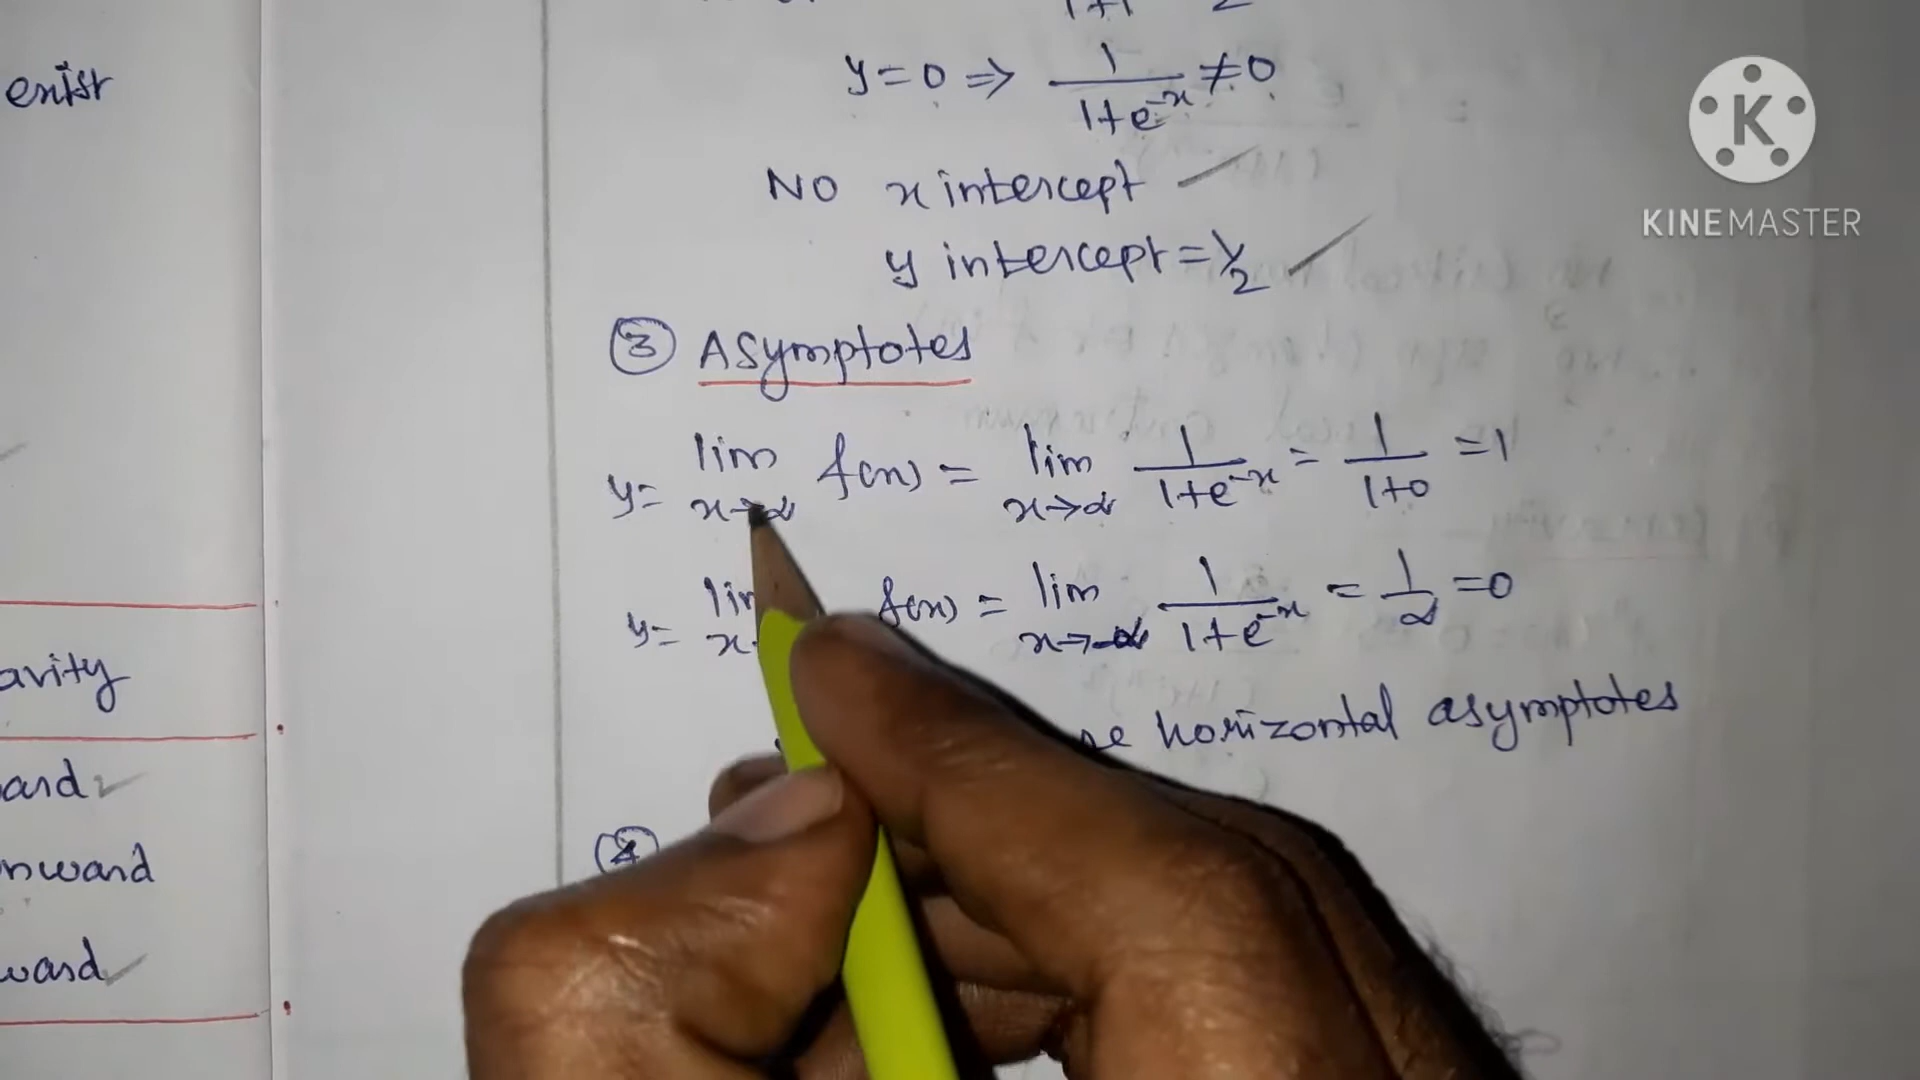 exist
avity
ard
nward
ward
y=0 ⇒ 1/(1+e^-x) ≠0
NO x intercept
y intercept = 1/2
③ Asymptotes
y= lim x→∞ f(x) = lim x→∞ 1/(1+e^-x) = 1/(1+0) =1
y= f(x) = lim x→-∞ 1/(1+e^-x) = 1/∞ =0
horizontal asymptotes
④
K
KINEMASTER